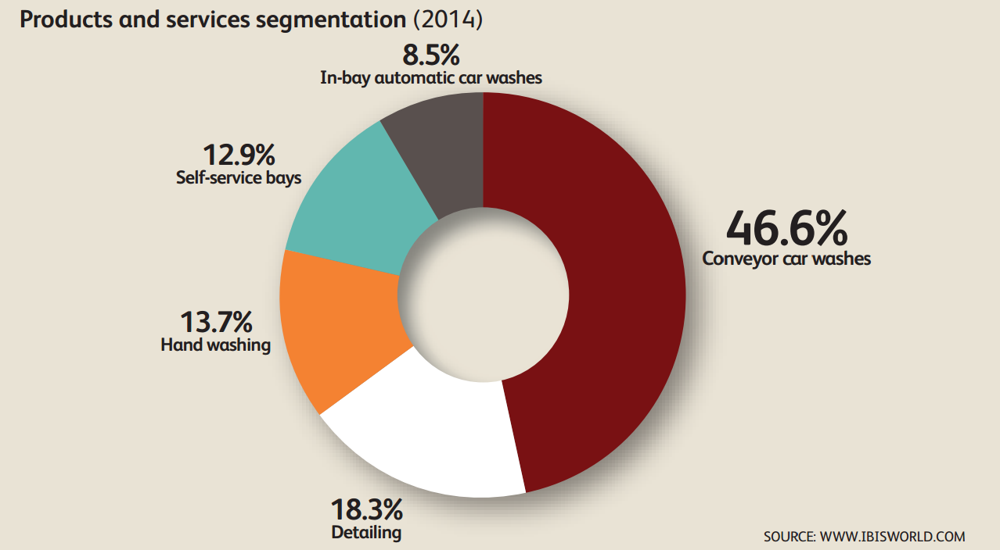 Products and services segmentation (2014)
8.5%
In-bay automatic car washes
12.9%
Self-service bays
46.6%
Conveyor car washes
13.7%
Hand washing
18.3%
Detailing
SOURCE: WWW.IBISWORLD.COM